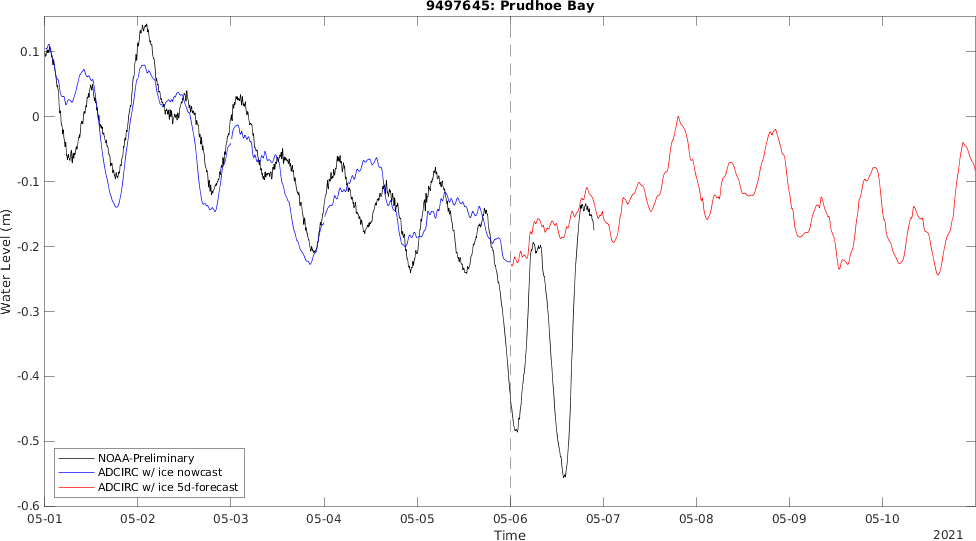 9497645: Prudhoe Bay
Water Level (m)
0.1
0
-0.1
-0.2
-0.3
-0.4
-0.5
-0.6
NOAA-Preliminary
ADCIRC w/ ice nowcast
ADCIRC w/ ice 5d-forecast
05-01 05-02 05-03 05-04 05-05 05-06 05-07 05-08 05-09 05-10
Time
2021